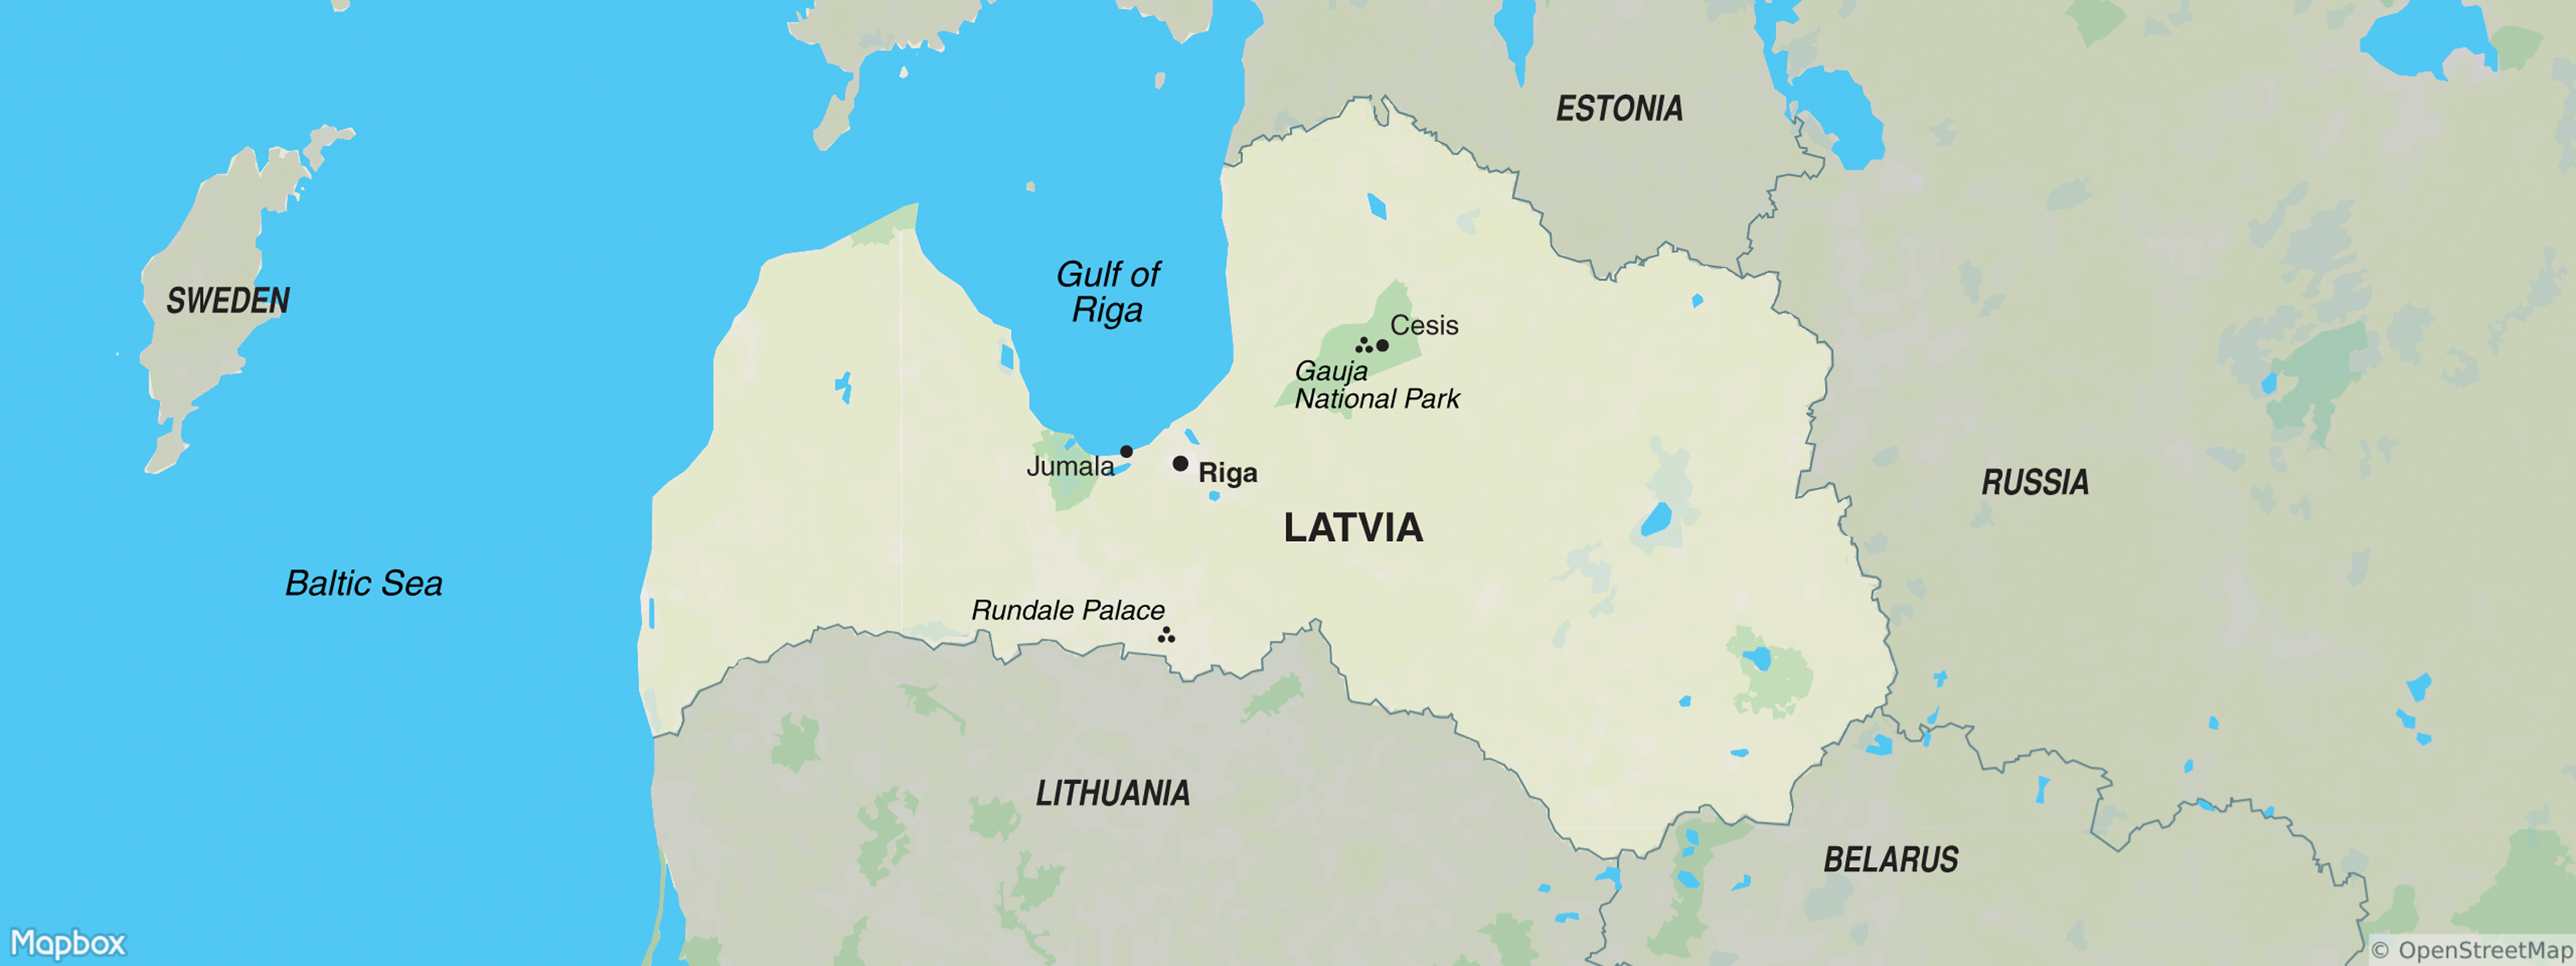 ESTONIA
SWEDEN
Gulf of
Riga
Cesis
Gauja
National Park
Jumala
Riga
RUSSIA
LATVIA
Baltic Sea
Rundale Palace
LITHUANIA
BELARUS
Mapbox
© OpenStreetMap